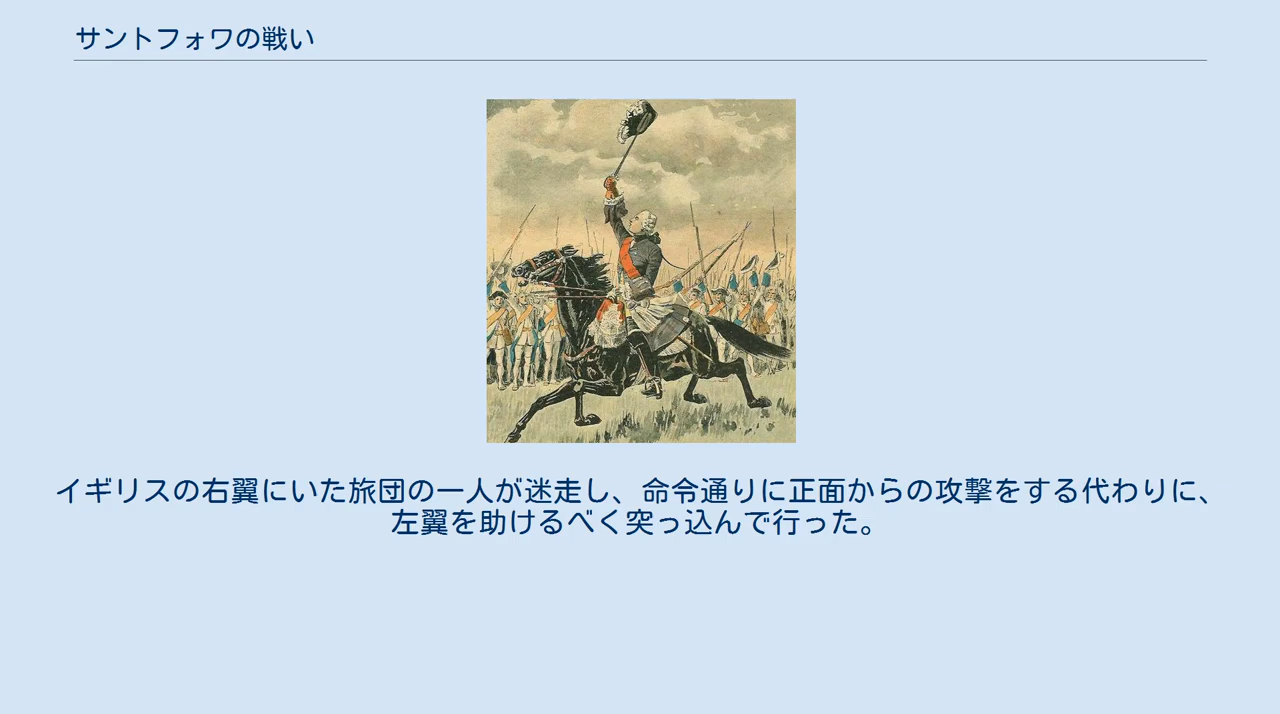 サントフォワの戦い
イギリスの右翼にいた旅団の一人が迷走し、命令通りに正面からの攻撃をする代わりに、
左翼を助けるべく突っ込んで行った。